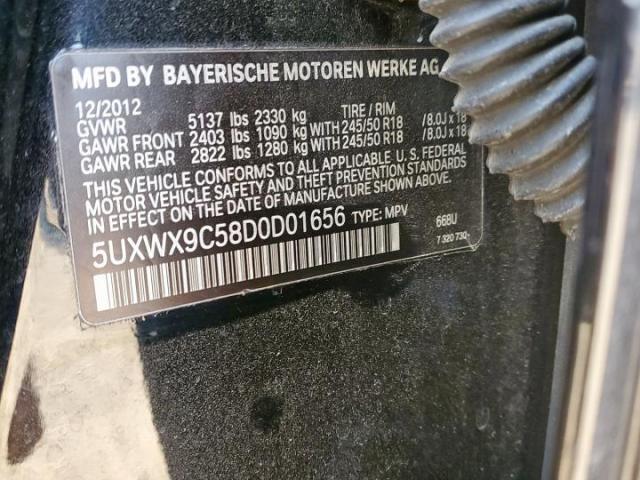 MFD BY BAYERISCHE MOTOREN WERKE AG
12/2012 TIRE / RIM
GVWR 5137 lbs 2330 kg
GAWR FRONT 2403 lbs 1090 kg WITH 245/50 R18 / 8.0J x 18
GAWR REAR 2822 lbs 1280 kg WITH 245/50 R18 / 8.0J x 18
THIS VEHICLE CONFORMS TO ALL APPLICABLE U. S. FEDERAL
MOTOR VEHICLE SAFETY AND THEFT PREVENTION STANDARDS
IN EFFECT ON THE DATE OF MANUFACTURE SHOWN ABOVE.
5UXWX9C58D0D01656 TYPE: MPV 668U
7 320 730-